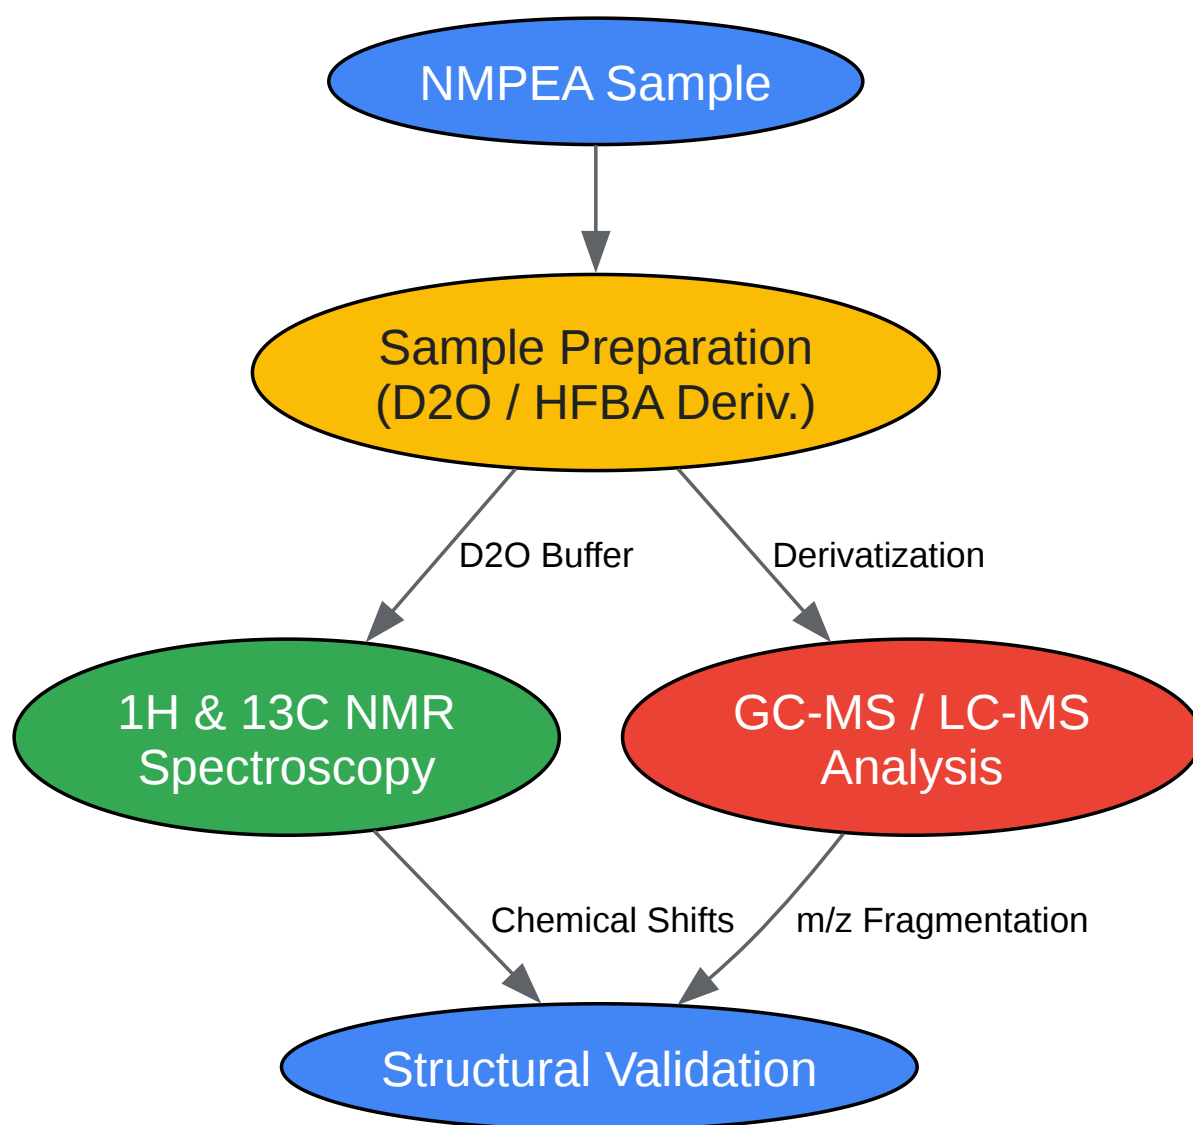 NMPEA Sample
Sample Preparation
(D2O / HFBA Deriv.)
D2O Buffer
Derivatization
1H & 13C NMR
Spectroscopy
GC-MS / LC-MS
Analysis
Chemical Shifts
m/z Fragmentation
Structural Validation